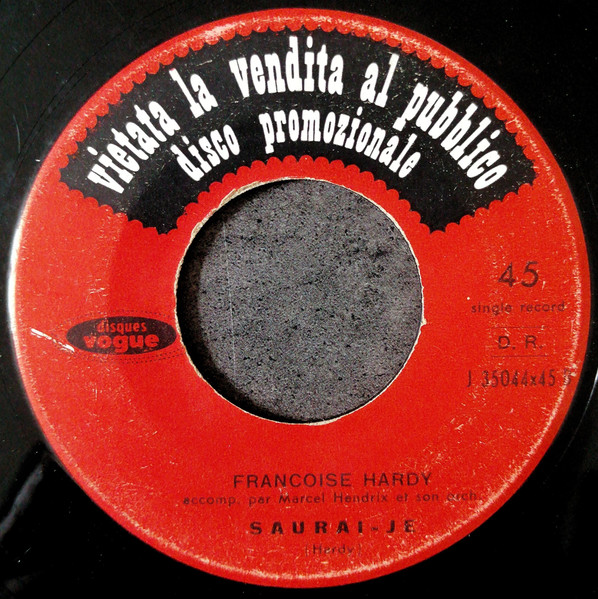 vietata la vendita al pubblico
disco promozionale
45
single record
D. R.
disques
vogue
J 35044x45
FRANCOISE HARDY
accomp. par Marcel Hendrix et son orch.
SAURAI-JE
Hardy